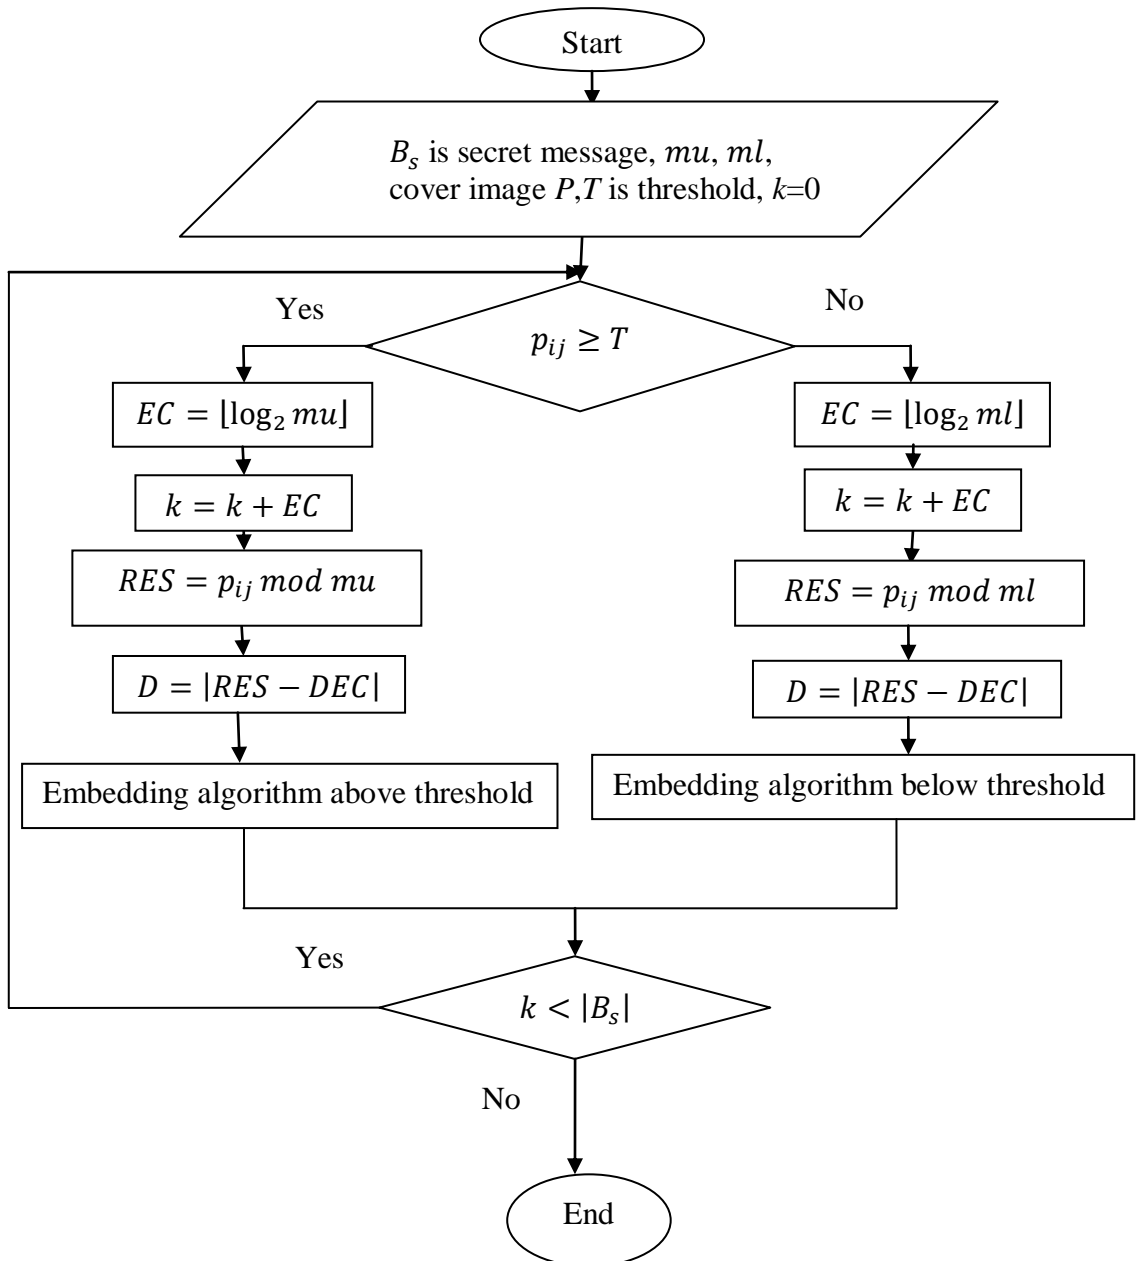 Start
B_s is secret message, mu, ml,
cover image P,T is threshold, k=0
Yes
No
p_ij ≥ T
EC = ⌊log₂ mu⌋
k = k + EC
RES = p_ij mod mu
D = |RES − DEC|
Embedding algorithm above threshold
EC = ⌊log₂ ml⌋
k = k + EC
RES = p_ij mod ml
D = |RES − DEC|
Embedding algorithm below threshold
Yes
k < |B_s|
No
End